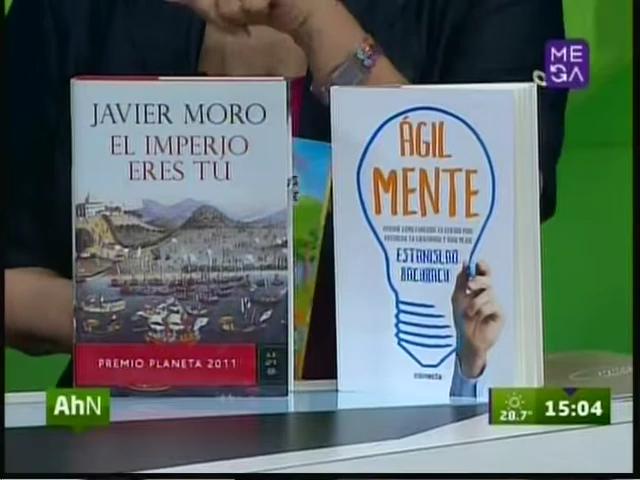 MEGA
JAVIER MORO
EL IMPERIO
ERES TÚ
PREMIO PLANETA 2011
ÁGIL
MENTE
ESTANISLAO
BACHRACH
conecta
AhN
28.7°
15:04